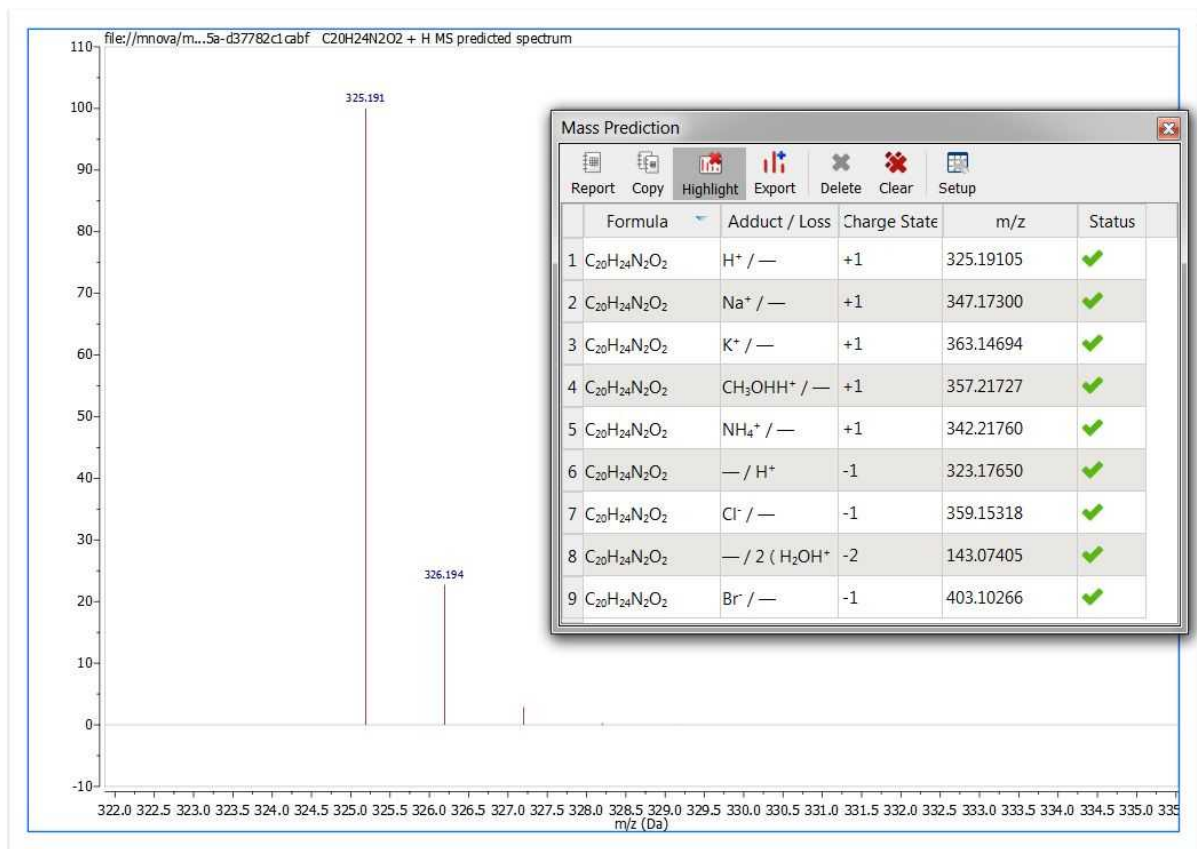 file://mnova/m...5a-d37782c1cabf C20H24N2O2 + H MS predicted spectrum
110
100
90
80
70
60
50
40
30
20
10
0
-10
325.191
326.194
322.0 322.5 323.0 323.5 324.0 324.5 325.0 325.5 326.0 326.5 327.0 327.5 328.0 328.5 329.0 329.5 330.0 330.5 331.0 331.5 332.0 332.5 333.0 333.5 334.0 334.5 335.0 335
m/z (Da)
Mass Prediction
Report Copy Highlight Export Delete Clear Setup
Formula Adduct / Loss Charge State m/z Status
1 C₂₀H₂₄N₂O₂ H⁺ / — +1 325.19105
2 C₂₀H₂₄N₂O₂ Na⁺ / — +1 347.17300
3 C₂₀H₂₄N₂O₂ K⁺ / — +1 363.14694
4 C₂₀H₂₄N₂O₂ CH₃OHH⁺ / — +1 357.21727
5 C₂₀H₂₄N₂O₂ NH₄⁺ / — +1 342.21760
6 C₂₀H₂₄N₂O₂ — / H⁺ -1 323.17650
7 C₂₀H₂₄N₂O₂ Cl⁻ / — -1 359.15318
8 C₂₀H₂₄N₂O₂ — / 2 ( H₂OH⁺ -2 143.07405
9 C₂₀H₂₄N₂O₂ Br⁻ / — -1 403.10266